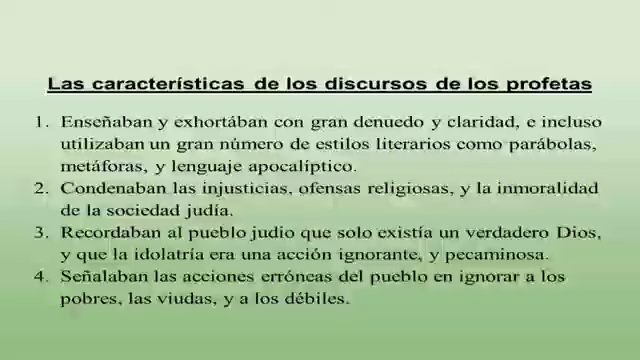 Las características de los discursos de los profetas
1. Enseñaban y exhortában con gran denuedo y claridad, e incluso
utilizaban un gran número de estilos literarios como parábolas,
metáforas, y lenguaje apocalíptico.
2. Condenaban las injusticias, ofensas religiosas, y la inmoralidad
de la sociedad judía.
3. Recordaban al pueblo judio que solo existía un verdadero Dios,
y que la idolatría era una acción ignorante, y pecaminosa.
4. Señalaban las acciones erróneas del pueblo en ignorar a los
pobres, las viudas, y a los débiles.